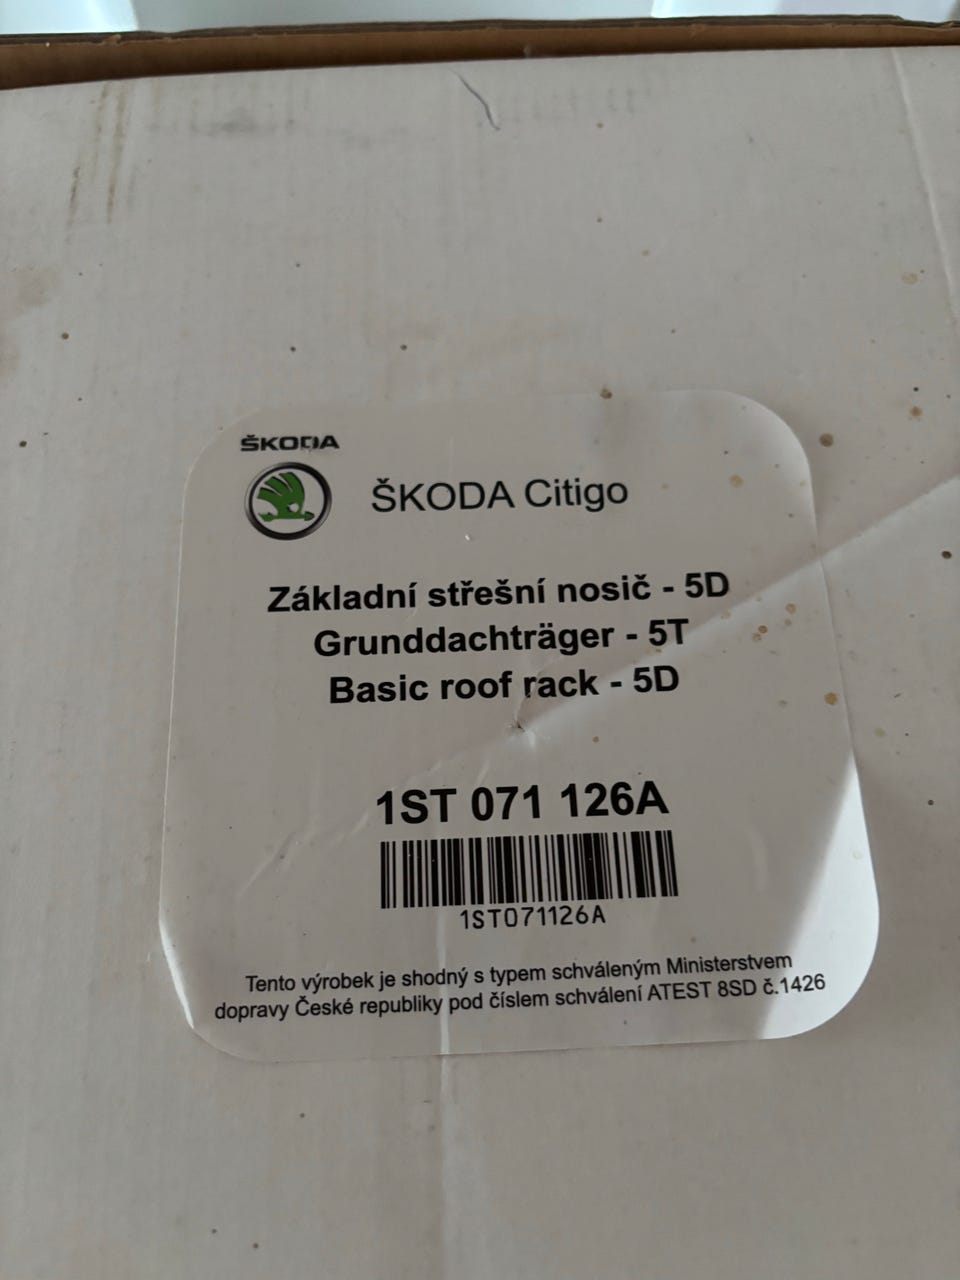 ŠKODA
ŠKODA Citigo
Základní střešní nosič - 5D
Grunddachträger - 5T
Basic roof rack - 5D
1ST 071 126A
1ST071126A
Tento výrobek je shodný s typem schváleným Ministerstvem
dopravy České republiky pod číslem schválení ATEST 8SD č.1426